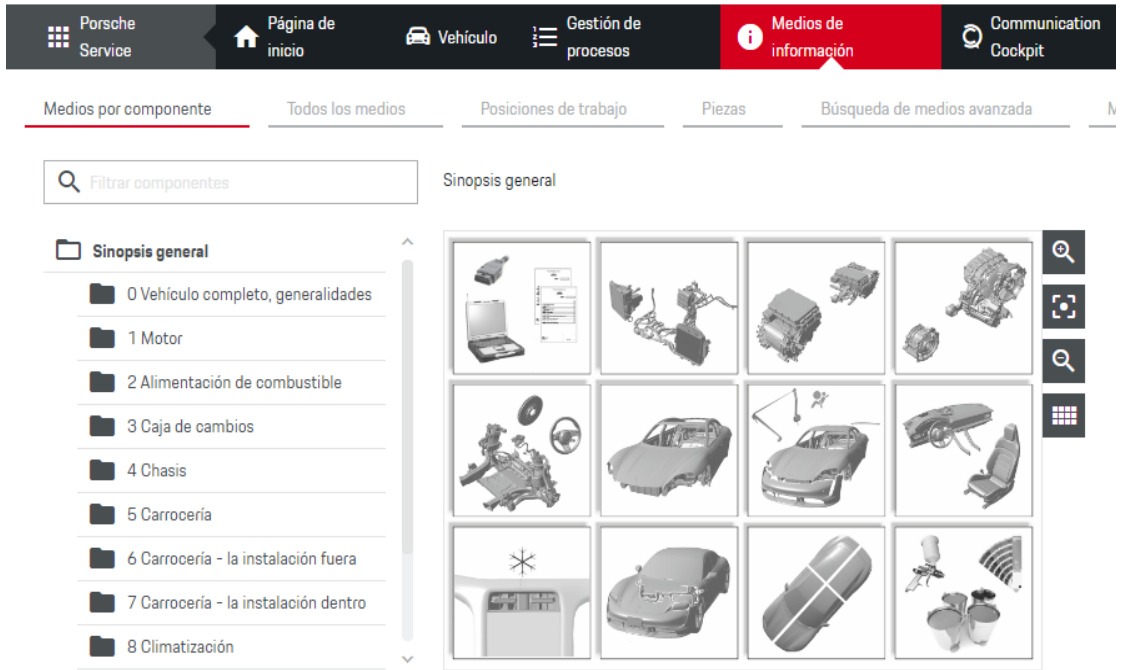 Porsche
Service
Página de
inicio
Vehículo
Gestión de
procesos
Medios de
información
Communication
Cockpit
Medios por componente
Todos los medios
Posiciones de trabajo
Piezas
Búsqueda de medios avanzada
M
Filtrar componentes
Sinopsis general
Sinopsis general
0 Vehículo completo, generalidades
1 Motor
2 Alimentación de combustible
3 Caja de cambios
4 Chasis
5 Carrocería
6 Carrocería - la instalación fuera
7 Carrocería - la instalación dentro
8 Climatización